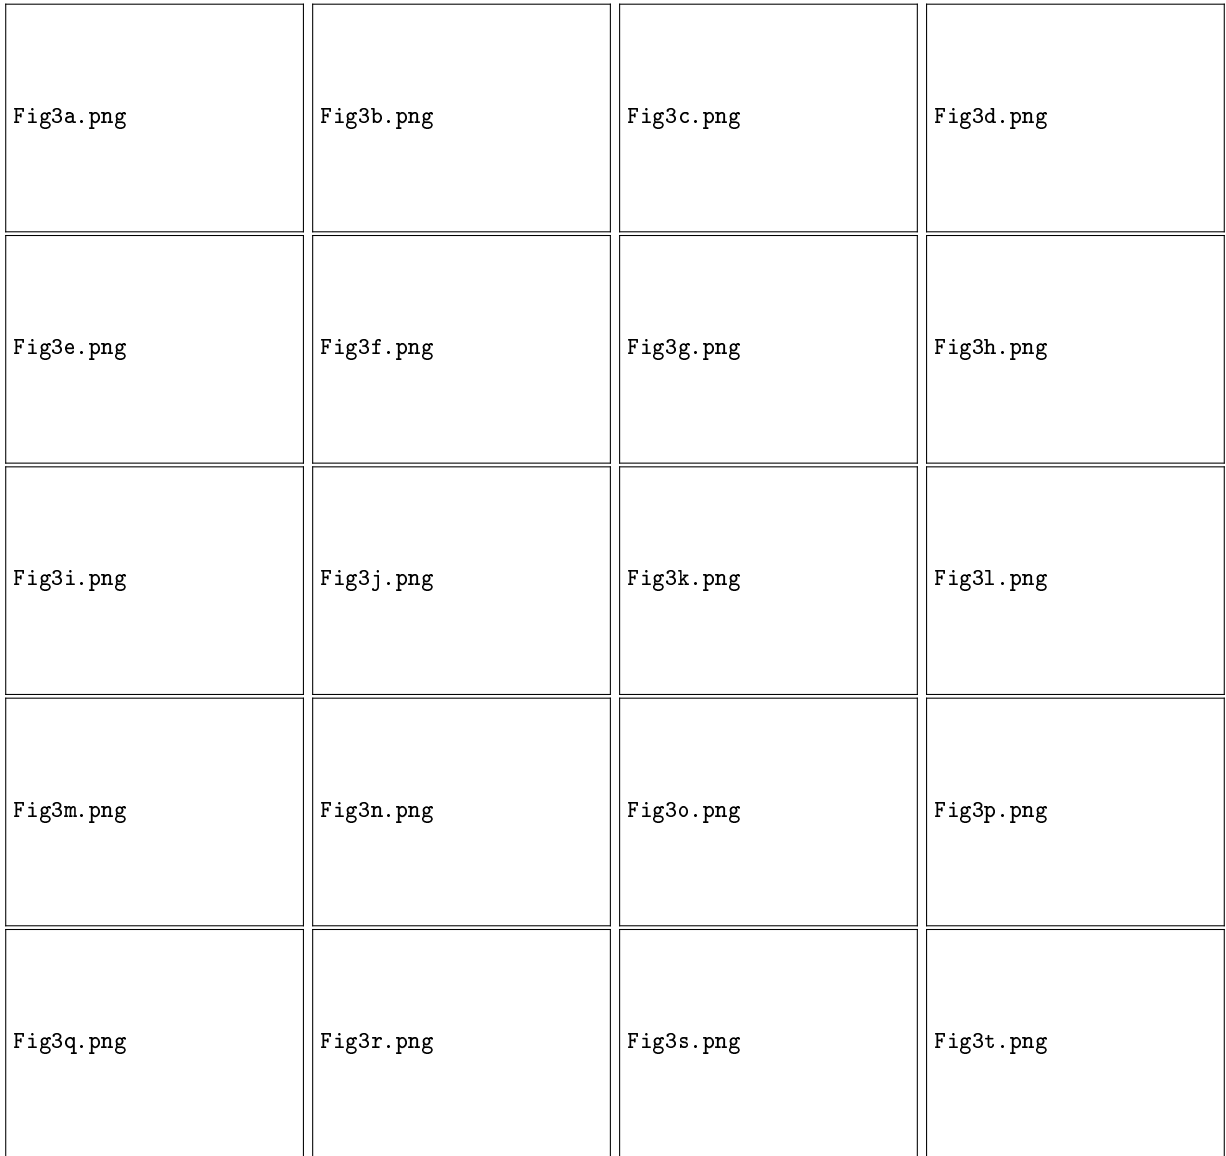 Fig3a.png Fig3b.png Fig3c.png Fig3d.png
Fig3e.png Fig3f.png Fig3g.png Fig3h.png
Fig3i.png Fig3j.png Fig3k.png Fig3l.png
Fig3m.png Fig3n.png Fig3o.png Fig3p.png
Fig3q.png Fig3r.png Fig3s.png Fig3t.png